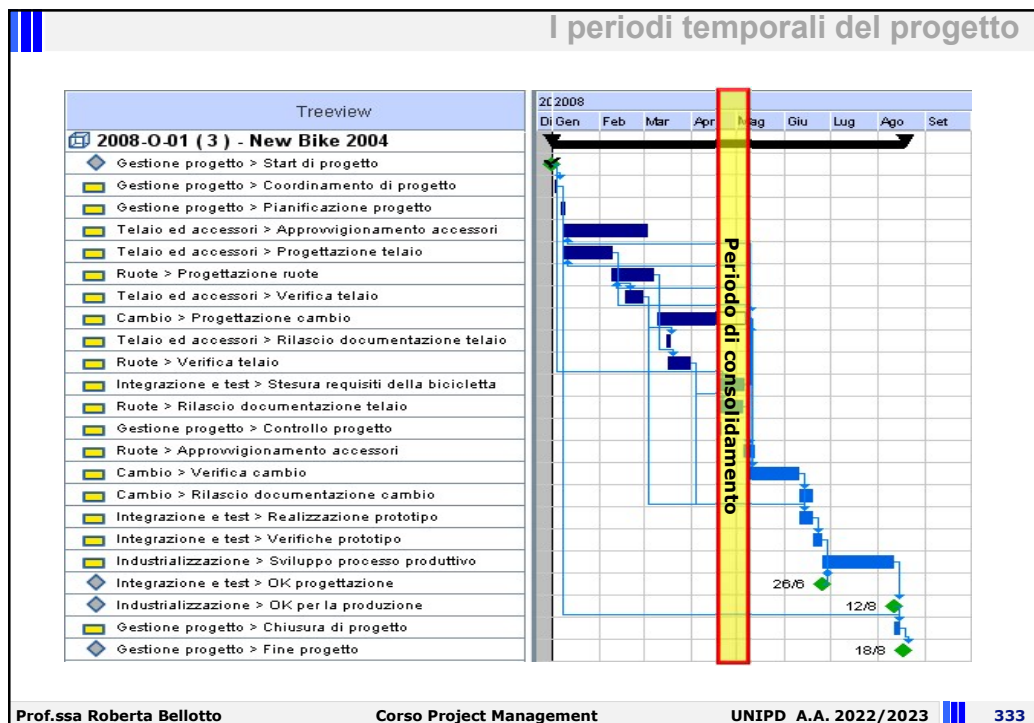 I periodi temporali del progetto
Treeview
2008
Di Gen Feb Mar Apr Mag Giu Lug Ago Set
2008-O-01 ( 3 ) - New Bike 2004
Gestione progetto > Start di progetto
Gestione progetto > Coordinamento di progetto
Gestione progetto > Pianificazione progetto
Telaio ed accessori > Approvvigionamento accessori
Telaio ed accessori > Progettazione telaio
Ruote > Progettazione ruote
Telaio ed accessori > Verifica telaio
Cambio > Progettazione cambio
Telaio ed accessori > Rilascio documentazione telaio
Ruote > Verifica telaio
Integrazione e test > Stesura requisiti della bicicletta
Ruote > Rilascio documentazione telaio
Gestione progetto > Controllo progetto
Ruote > Approvvigionamento accessori
Cambio > Verifica cambio
Cambio > Rilascio documentazione cambio
Integrazione e test > Realizzazione prototipo
Integrazione e test > Verifiche prototipo
Industrializzazione > Sviluppo processo produttivo
Integrazione e test > OK progettazione
26/6
Industrializzazione > OK per la produzione
12/8
Gestione progetto > Chiusura di progetto
Gestione progetto > Fine progetto
18/8
Periodo di consolidamento
Prof.ssa Roberta Bellotto Corso Project Management UNIPD A.A. 2022/2023 333